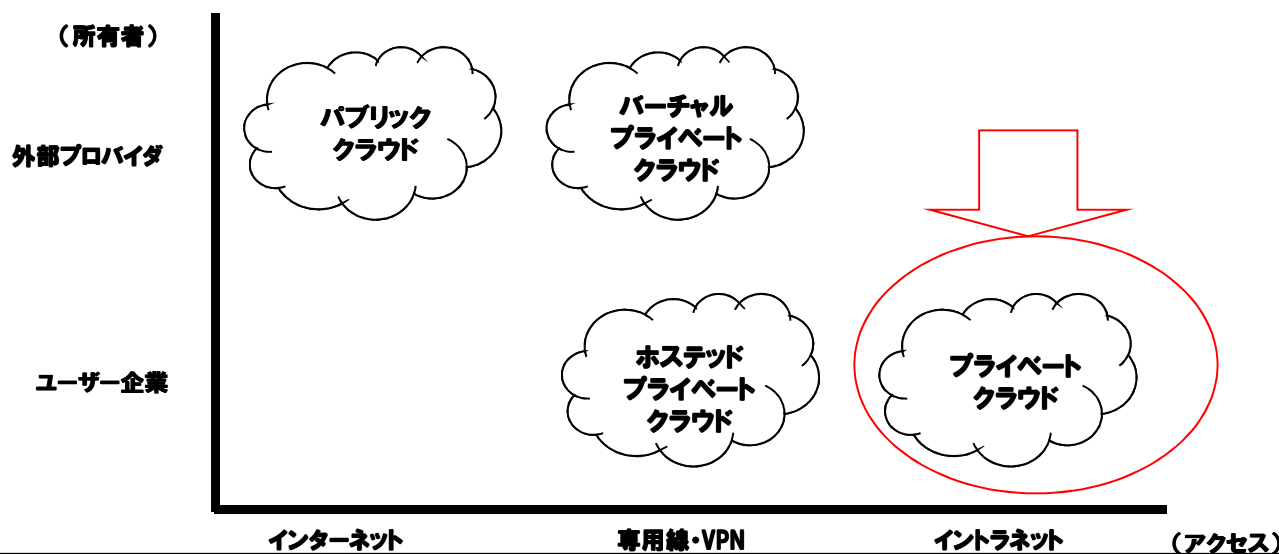 （所有者）
パブリック
クラウド
バーチャル
プライベート
クラウド
外部プロバイダ
ホステッド
プライベート
クラウド
プライベート
クラウド
ユーザー企業
インターネット
専用線・VPN
イントラネット
（アクセス）